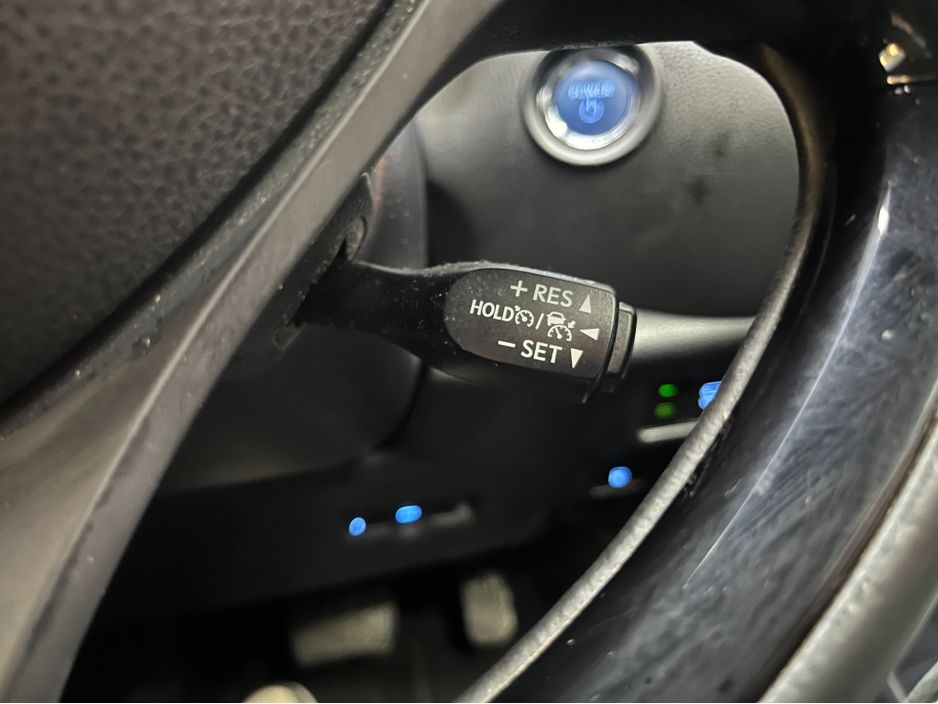 + RES ▲
HOLD / ◀
− SET ▼